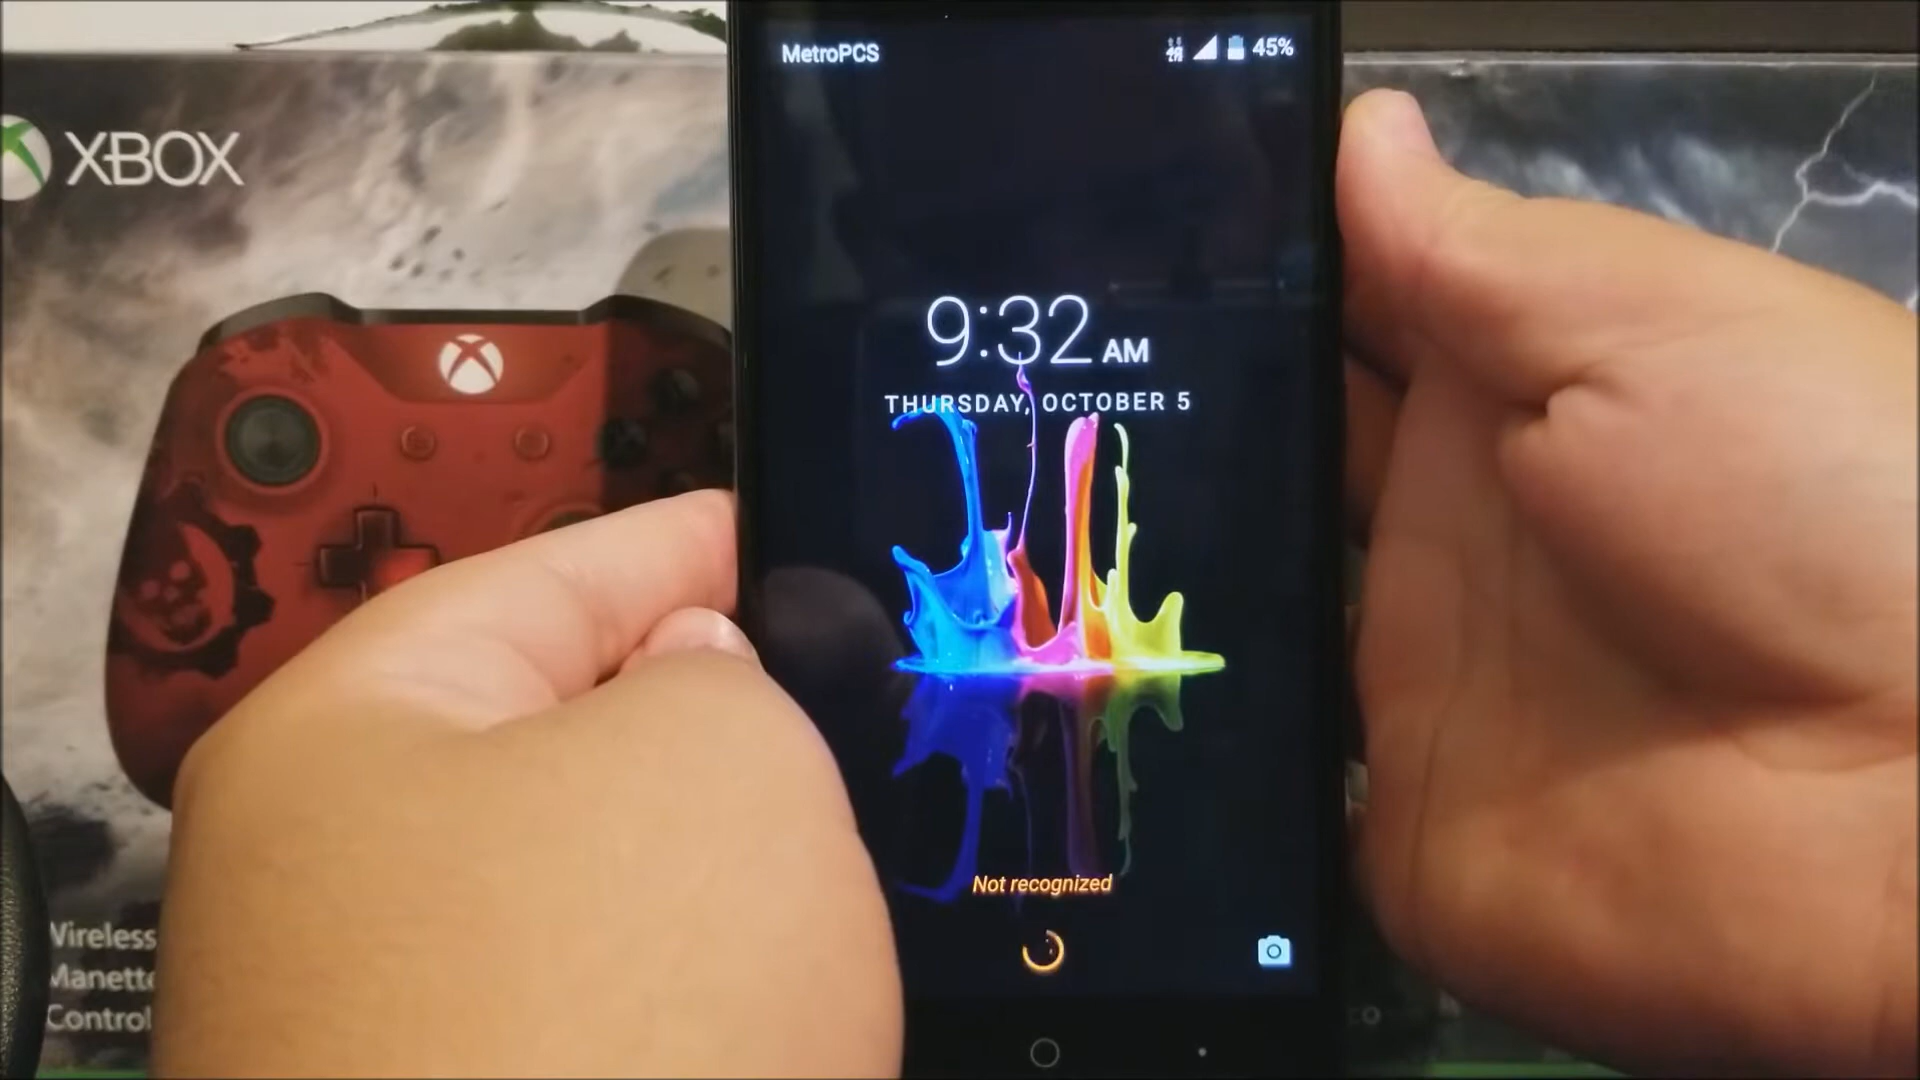 MetroPCS
45%
XBOX
9:32 AM
THURSDAY, OCTOBER 5
Not recognized
Wireless
Manette
Control